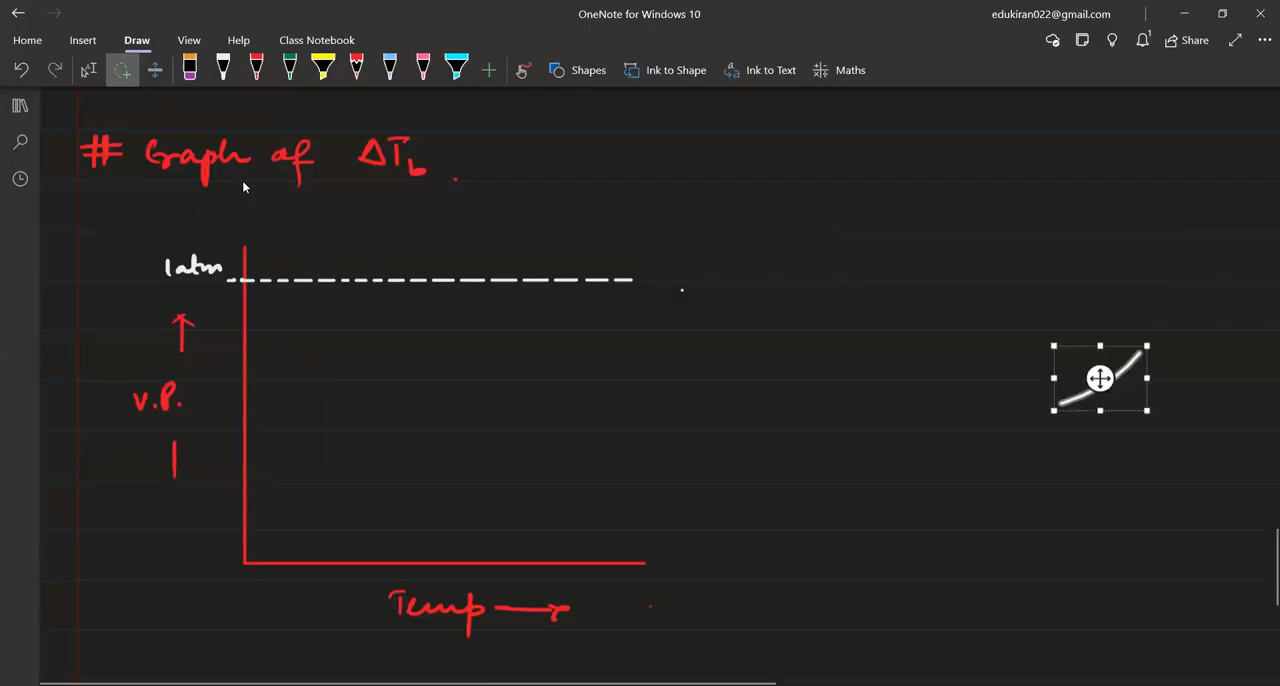 OneNote for Windows 10
edukiran022@gmail.com
Home Insert Draw View Help Class Notebook
Share
Shapes Ink to Shape Ink to Text Maths
# Graph of ΔTb
1atm
V.P.
Temp →